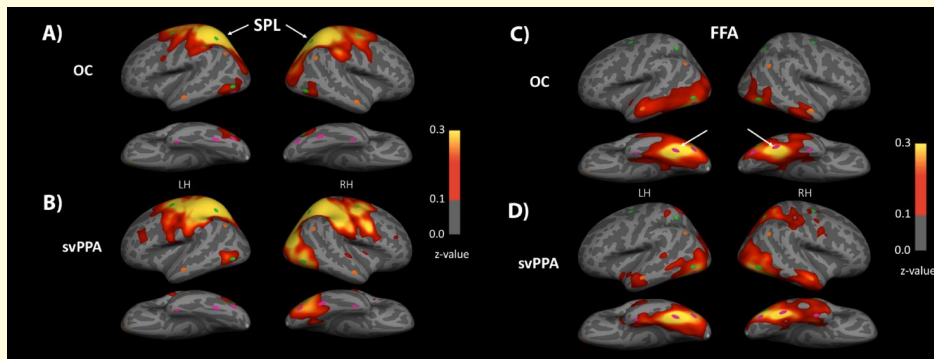 A)
SPL
OC
C)
FFA
OC
0.3
0.1
0.0
z-value
LH
RH
B)
svPPA
0.3
0.1
0.0
z-value
LH
RH
D)
svPPA